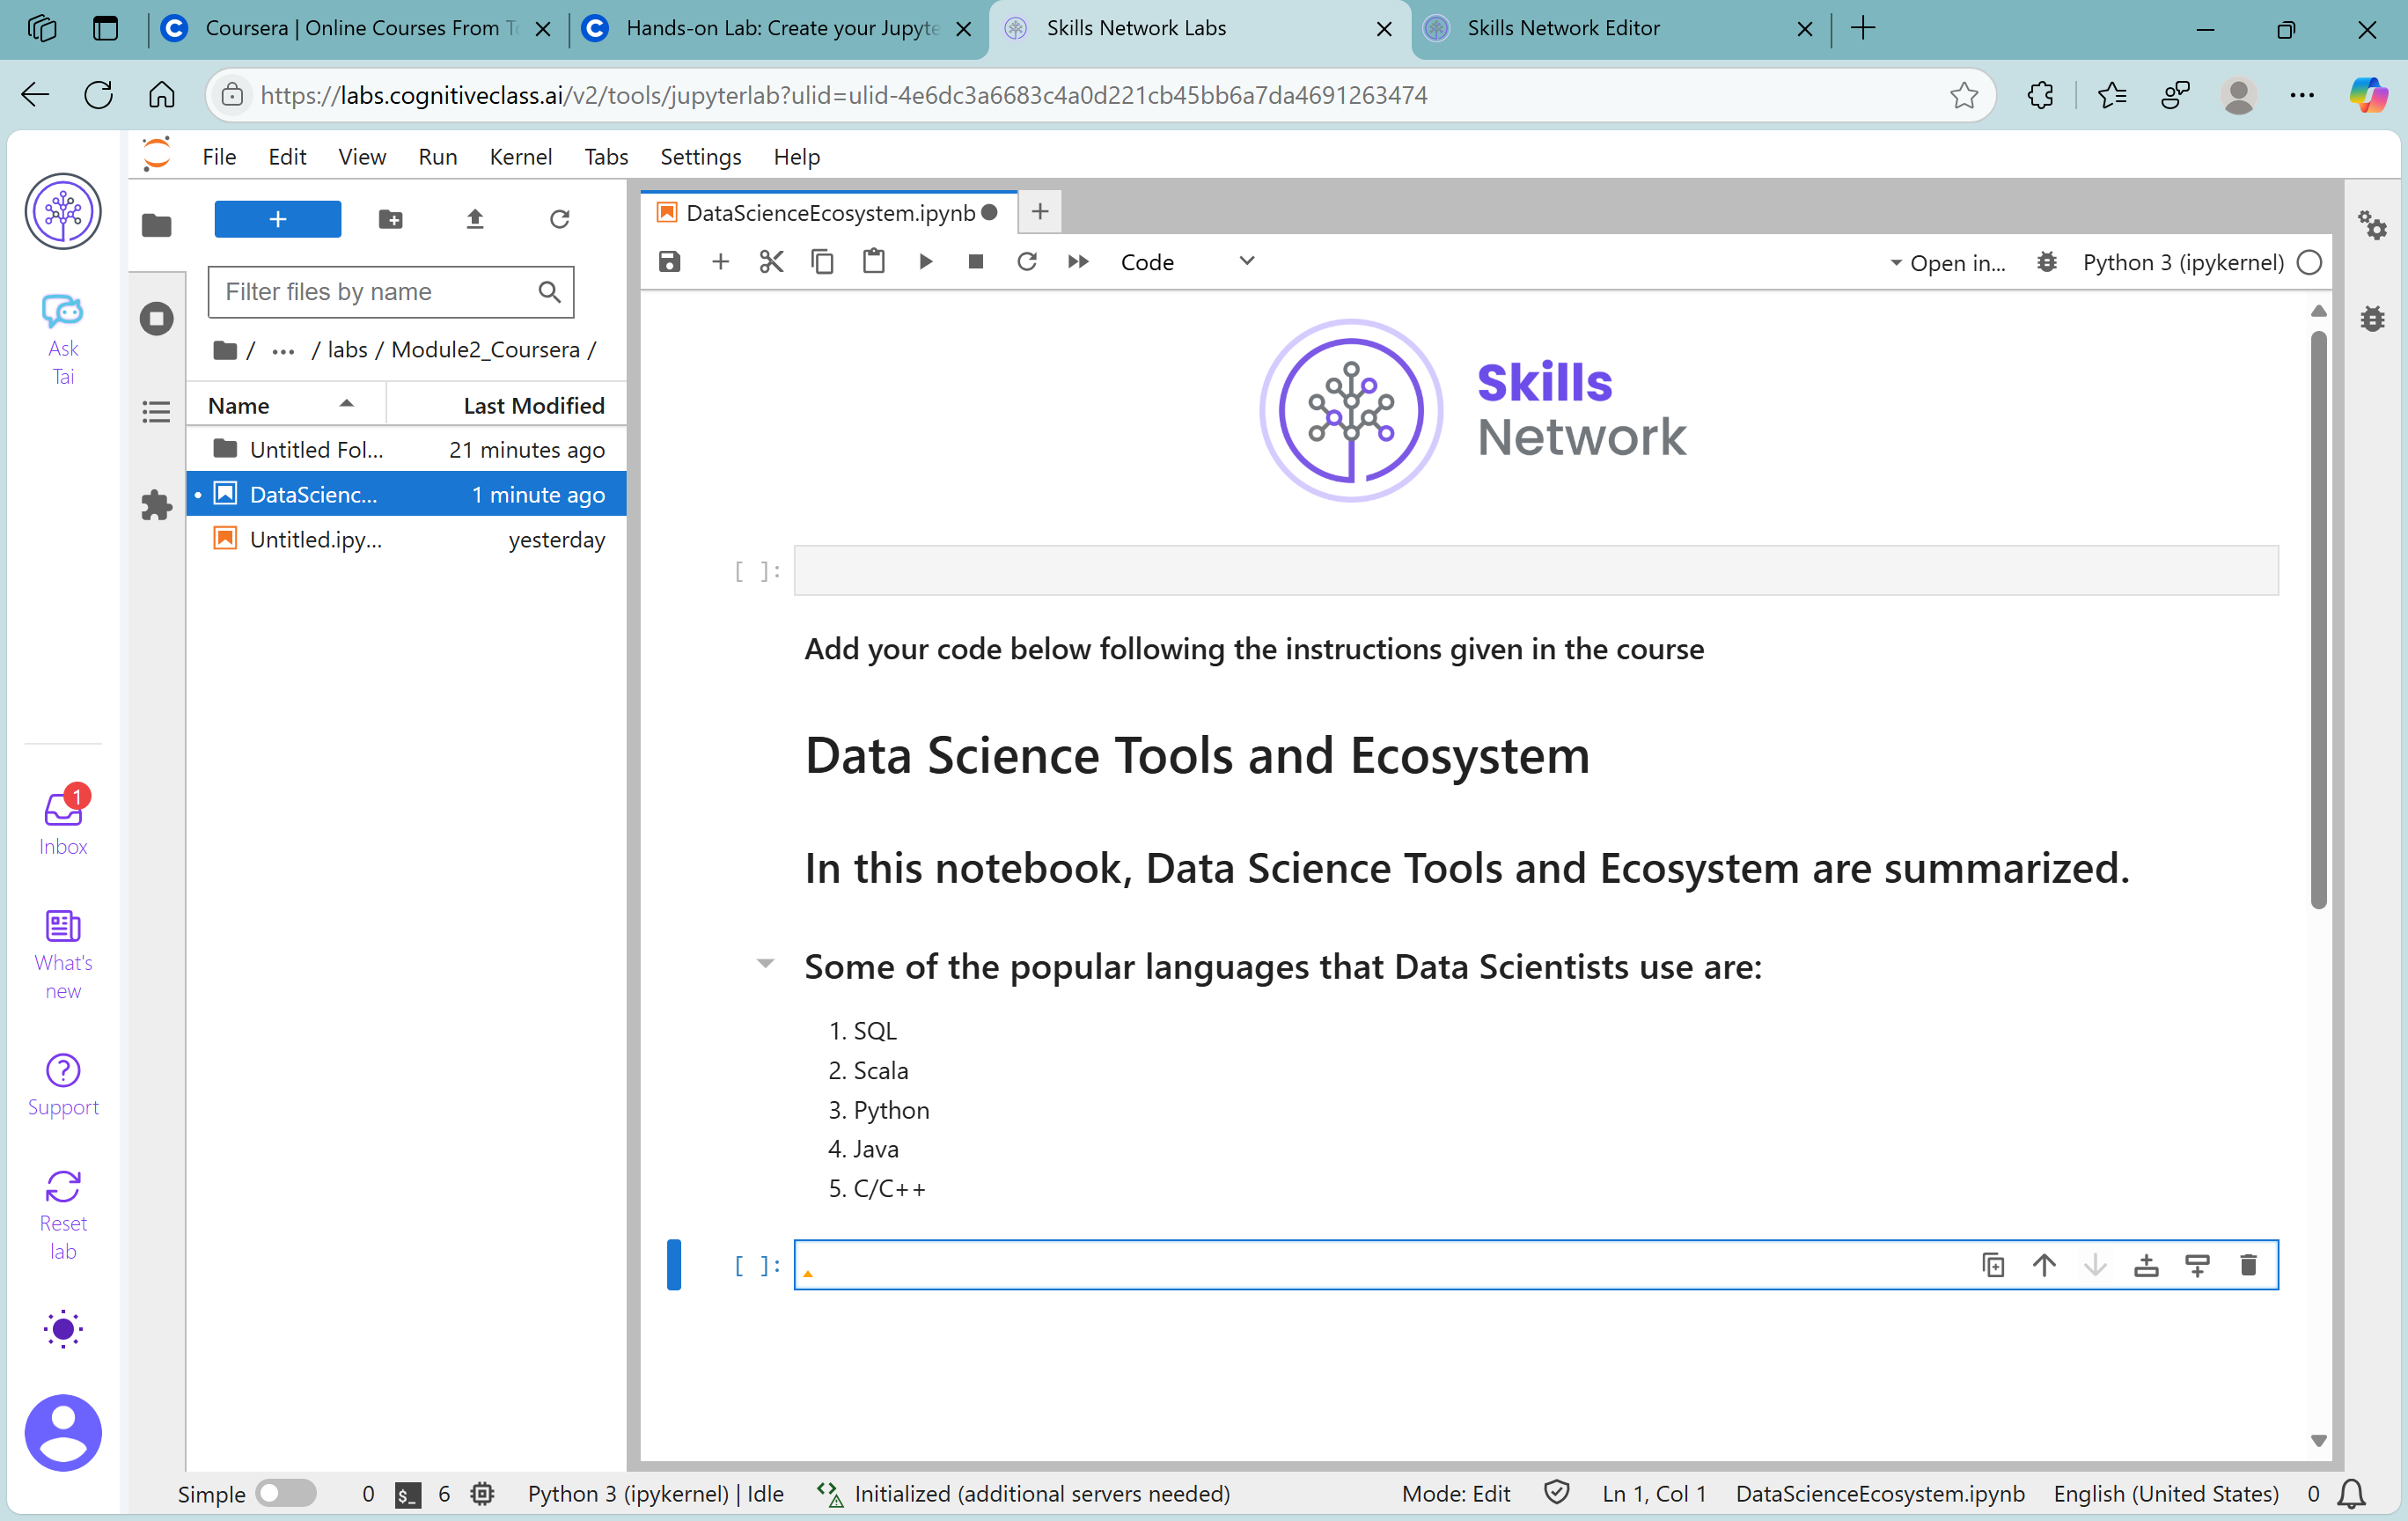 Coursera | Online Courses From To
Hands-on Lab: Create your Jupyte
Skills Network Labs
Skills Network Editor
https://labs.cognitiveclass.ai/v2/tools/jupyterlab?ulid=ulid-4e6dc3a6683c4a0d221cb45bb6a7da4691263474
File Edit View Run Kernel Tabs Settings Help
Ask
Tai
Inbox
1
What's
new
Support
Reset
lab
Filter files by name
/ ... / labs / Module2_Coursera /
Name Last Modified
Untitled Fol... 21 minutes ago
DataScienc... 1 minute ago
Untitled.ipy... yesterday
DataScienceEcosystem.ipynb
Code
Open in...
Python 3 (ipykernel)
Skills
Network
[ ]:
Add your code below following the instructions given in the course
Data Science Tools and Ecosystem
In this notebook, Data Science Tools and Ecosystem are summarized.
Some of the popular languages that Data Scientists use are:
1. SQL
2. Scala
3. Python
4. Java
5. C/C++
[ ]:
Simple 0 $_ 6 Python 3 (ipykernel) | Idle Initialized (additional servers needed) Mode: Edit Ln 1, Col 1 DataScienceEcosystem.ipynb English (United States) 0